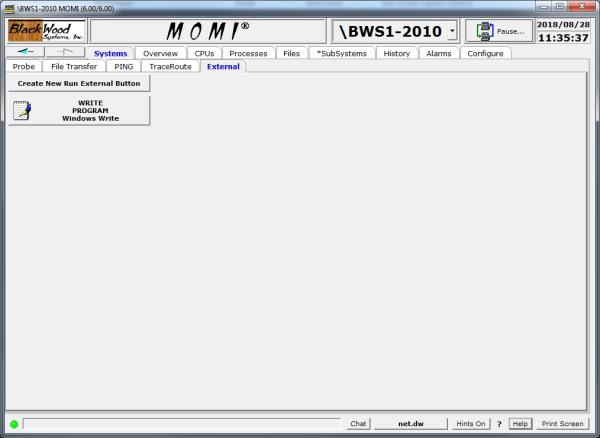 \BWS1-2010 MOMI (6.00/6.00)
BlackWood Systems, Inc. MOMI® \BWS1-2010 Pause... 2018/08/28
11:35:37
Systems Overview CPUs Processes Files *SubSystems History Alarms Configure
Probe File Transfer PING TraceRoute External
Create New Run External Button
WRITE
PROGRAM
Windows Write
Chat net.dw Hints On ? Help Print Screen